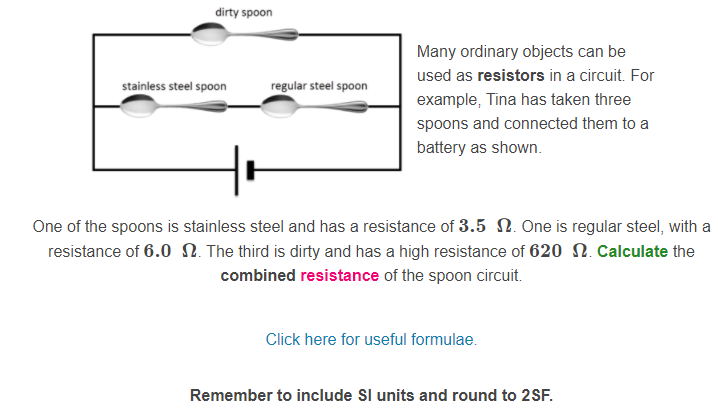 dirty spoon
stainless steel spoon
regular steel spoon
Many ordinary objects can be
used as resistors in a circuit. For
example, Tina has taken three
spoons and connected them to a
battery as shown.
One of the spoons is stainless steel and has a resistance of 3.5 Ω. One is regular steel, with a
resistance of 6.0 Ω. The third is dirty and has a high resistance of 620 Ω. Calculate the
combined resistance of the spoon circuit.
Click here for useful formulae.
Remember to include SI units and round to 2SF.